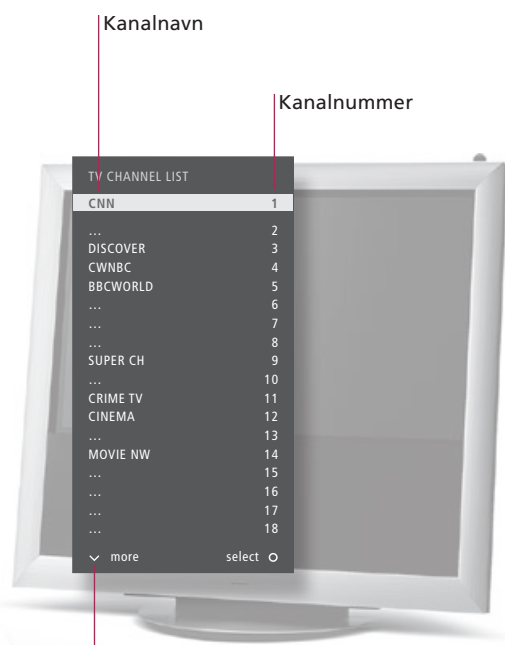 Kanalnavn
Kanalnummer
TV CHANNEL LIST
CNN 1
... 2
DISCOVER 3
CWNBC 4
BBCWORLD 5
... 6
... 7
... 8
SUPER CH 9
... 10
CRIME TV 11
CINEMA 12
... 13
MOVIE NW 14
... 15
... 16
... 17
... 18
more select